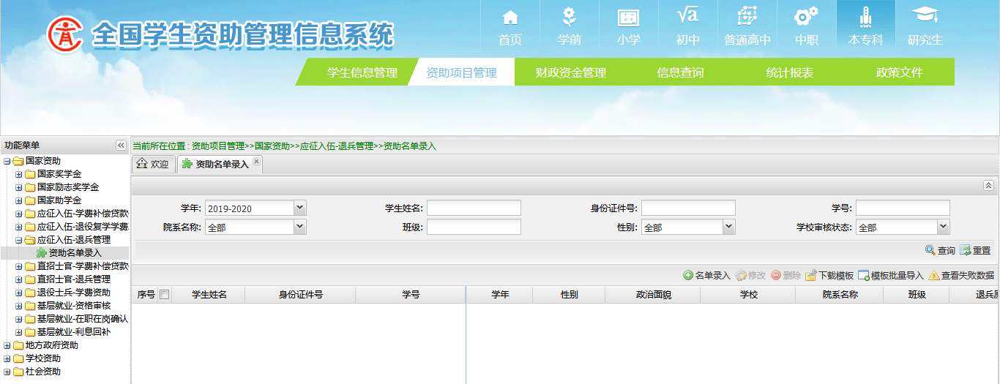 全国学生资助管理信息系统
首页 学前 小学 初中 普通高中 中职 本专科 研究生
学生信息管理 资助项目管理 财政资金管理 信息查询 统计报表 政策文件
功能菜单
国家资助
国家奖学金
国家励志奖学金
国家助学金
应征入伍-学费补偿贷款
应征入伍-退役复学学费
应征入伍-退兵管理
资助名单录入
直招士官-学费补偿贷款
直招士官-退兵管理
退役士兵-学费资助
基层就业-资格审核
基层就业-在职在岗确认
基层就业-利息回补
地方政府资助
学校资助
社会资助
当前所在位置 : 资助项目管理>>国家资助>>应征入伍-退兵管理>>资助名单录入
欢迎 资助名单录入
学年: 2019-2020 学生姓名: 身份证件号: 学号:
院系名称: 全部 班级: 性别: 全部 学校审核状态: 全部
查询 重置
名单录入 修改 删除 下载模板 模板批量导入 查看失败数据
序号 学生姓名 身份证件号 学号 学年 性别 政治面貌 学校 院系名称 班级 退兵